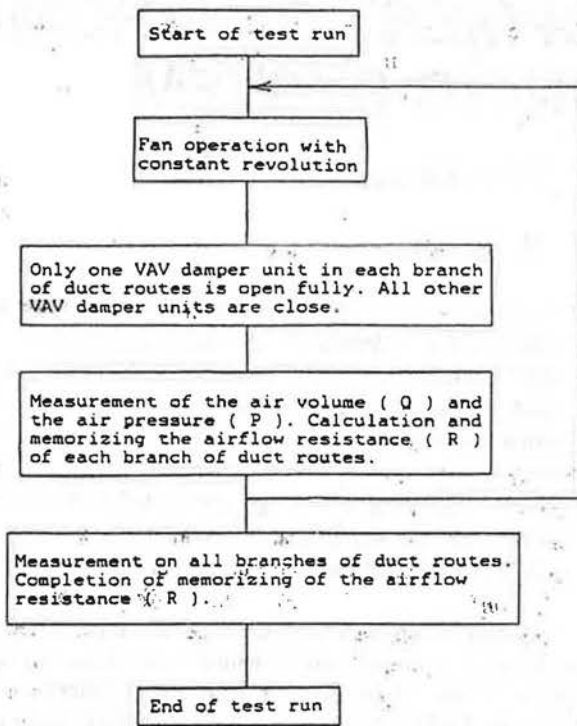 Start of test run
Fan operation with
constant revolution
Only one VAV damper unit in each branch
of duct routes is open fully. All other
VAV damper units are close.
Measurement of the air volume ( Q ) and
the air pressure ( P ). Calculation and
memorizing the airflow resistance ( R )
of each branch of duct routes.
Measurement on all branches of duct routes.
Completion of memorizing of the airflow
resistance ( R ).
End of test run